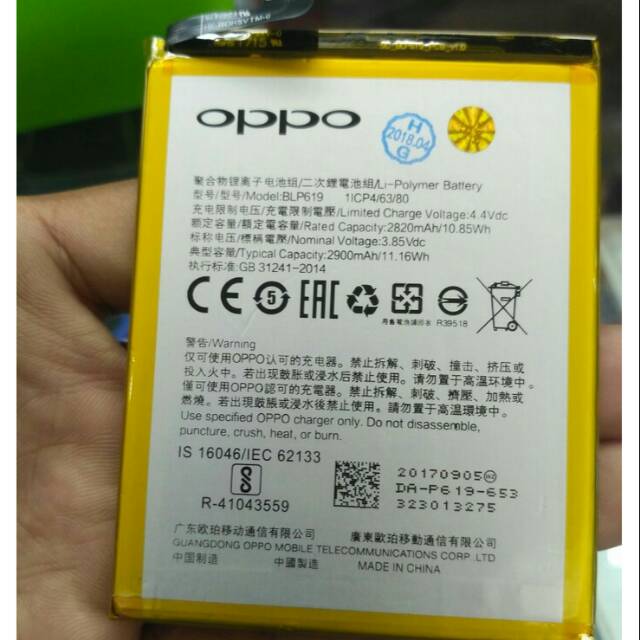 oppo
H
2018.04
G
聚合物锂离子电池组/二次鋰電池組/Li-Polymer Battery
型号/型號/Model:BLP619 1ICP4/63/80
充电限制电压/充電限制電壓/Limited Charge Voltage:4.4Vdc
额定容量/額定電容量/Rated Capacity:2820mAh/10.85Wh
标称电压/標稱電壓/Nominal Voltage:3.85Vdc
典型容量/Typical Capacity:2900mAh/11.16Wh
执行标准:GB 31241-2014
CE 5 EAC
R39518
警告/Warning
仅可使用OPPO认可的充电器。禁止拆解、刺破、撞击、挤压或
投入火中。若出现鼓胀或浸水后禁止使用。请勿置于高温环境中。
僅可使用OPPO認可的充電器。禁止拆解、刺破、擠壓、加熱或
燃燒。若出現鼓脹或浸水後禁止使用。請勿置于高溫環境中。
Use specified OPPO charger only. Do not disassemble,
puncture, crush, heat, or burn.
IS 16046/IEC 62133
R-41043559
20170905
DA-P619-653
323013275
广东欧珀移动通信有限公司 廣東歐珀移動通信有限公司
GUANGDONG OPPO MOBILE TELECOMMUNICATIONS CORP.,LTD
中国制造 中國製造 MADE IN CHINA